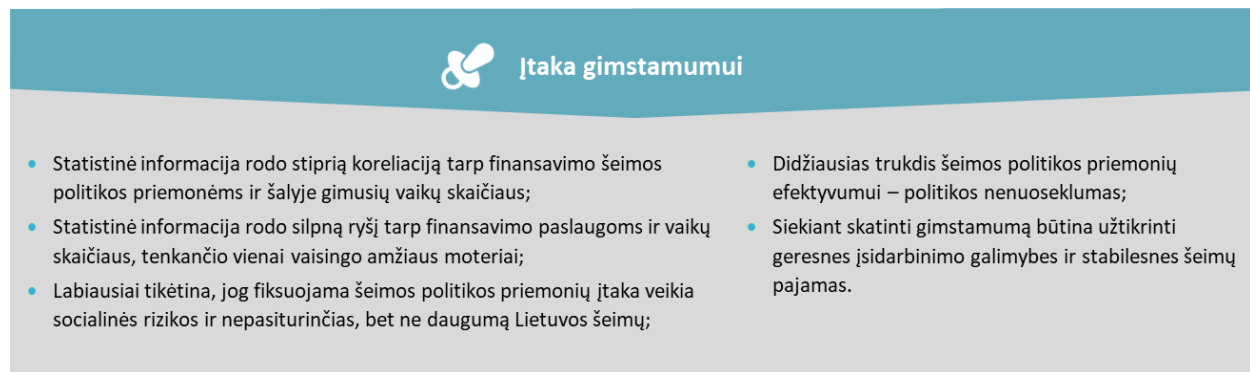 Įtaka gimstamumui
• Statistinė informacija rodo stiprią koreliaciją tarp finansavimo šeimos
politikos priemonėms ir šalyje gimusių vaikų skaičiaus;
• Statistinė informacija rodo silpną ryšį tarp finansavimo paslaugoms ir vaikų
skaičiaus, tenkančio vienai vaisingo amžiaus moteriai;
• Labiausiai tikėtina, jog fiksuojama šeimos politikos priemonių įtaka veikia
socialinės rizikos ir nepasiturinčias, bet ne daugumą Lietuvos šeimų;
• Didžiausias trukdis šeimos politikos priemonių
efektyvumui – politikos nenuoseklumas;
• Siekiant skatinti gimstamumą būtina užtikrinti
geresnes įsidarbinimo galimybes ir stabilesnes šeimų
pajamas.